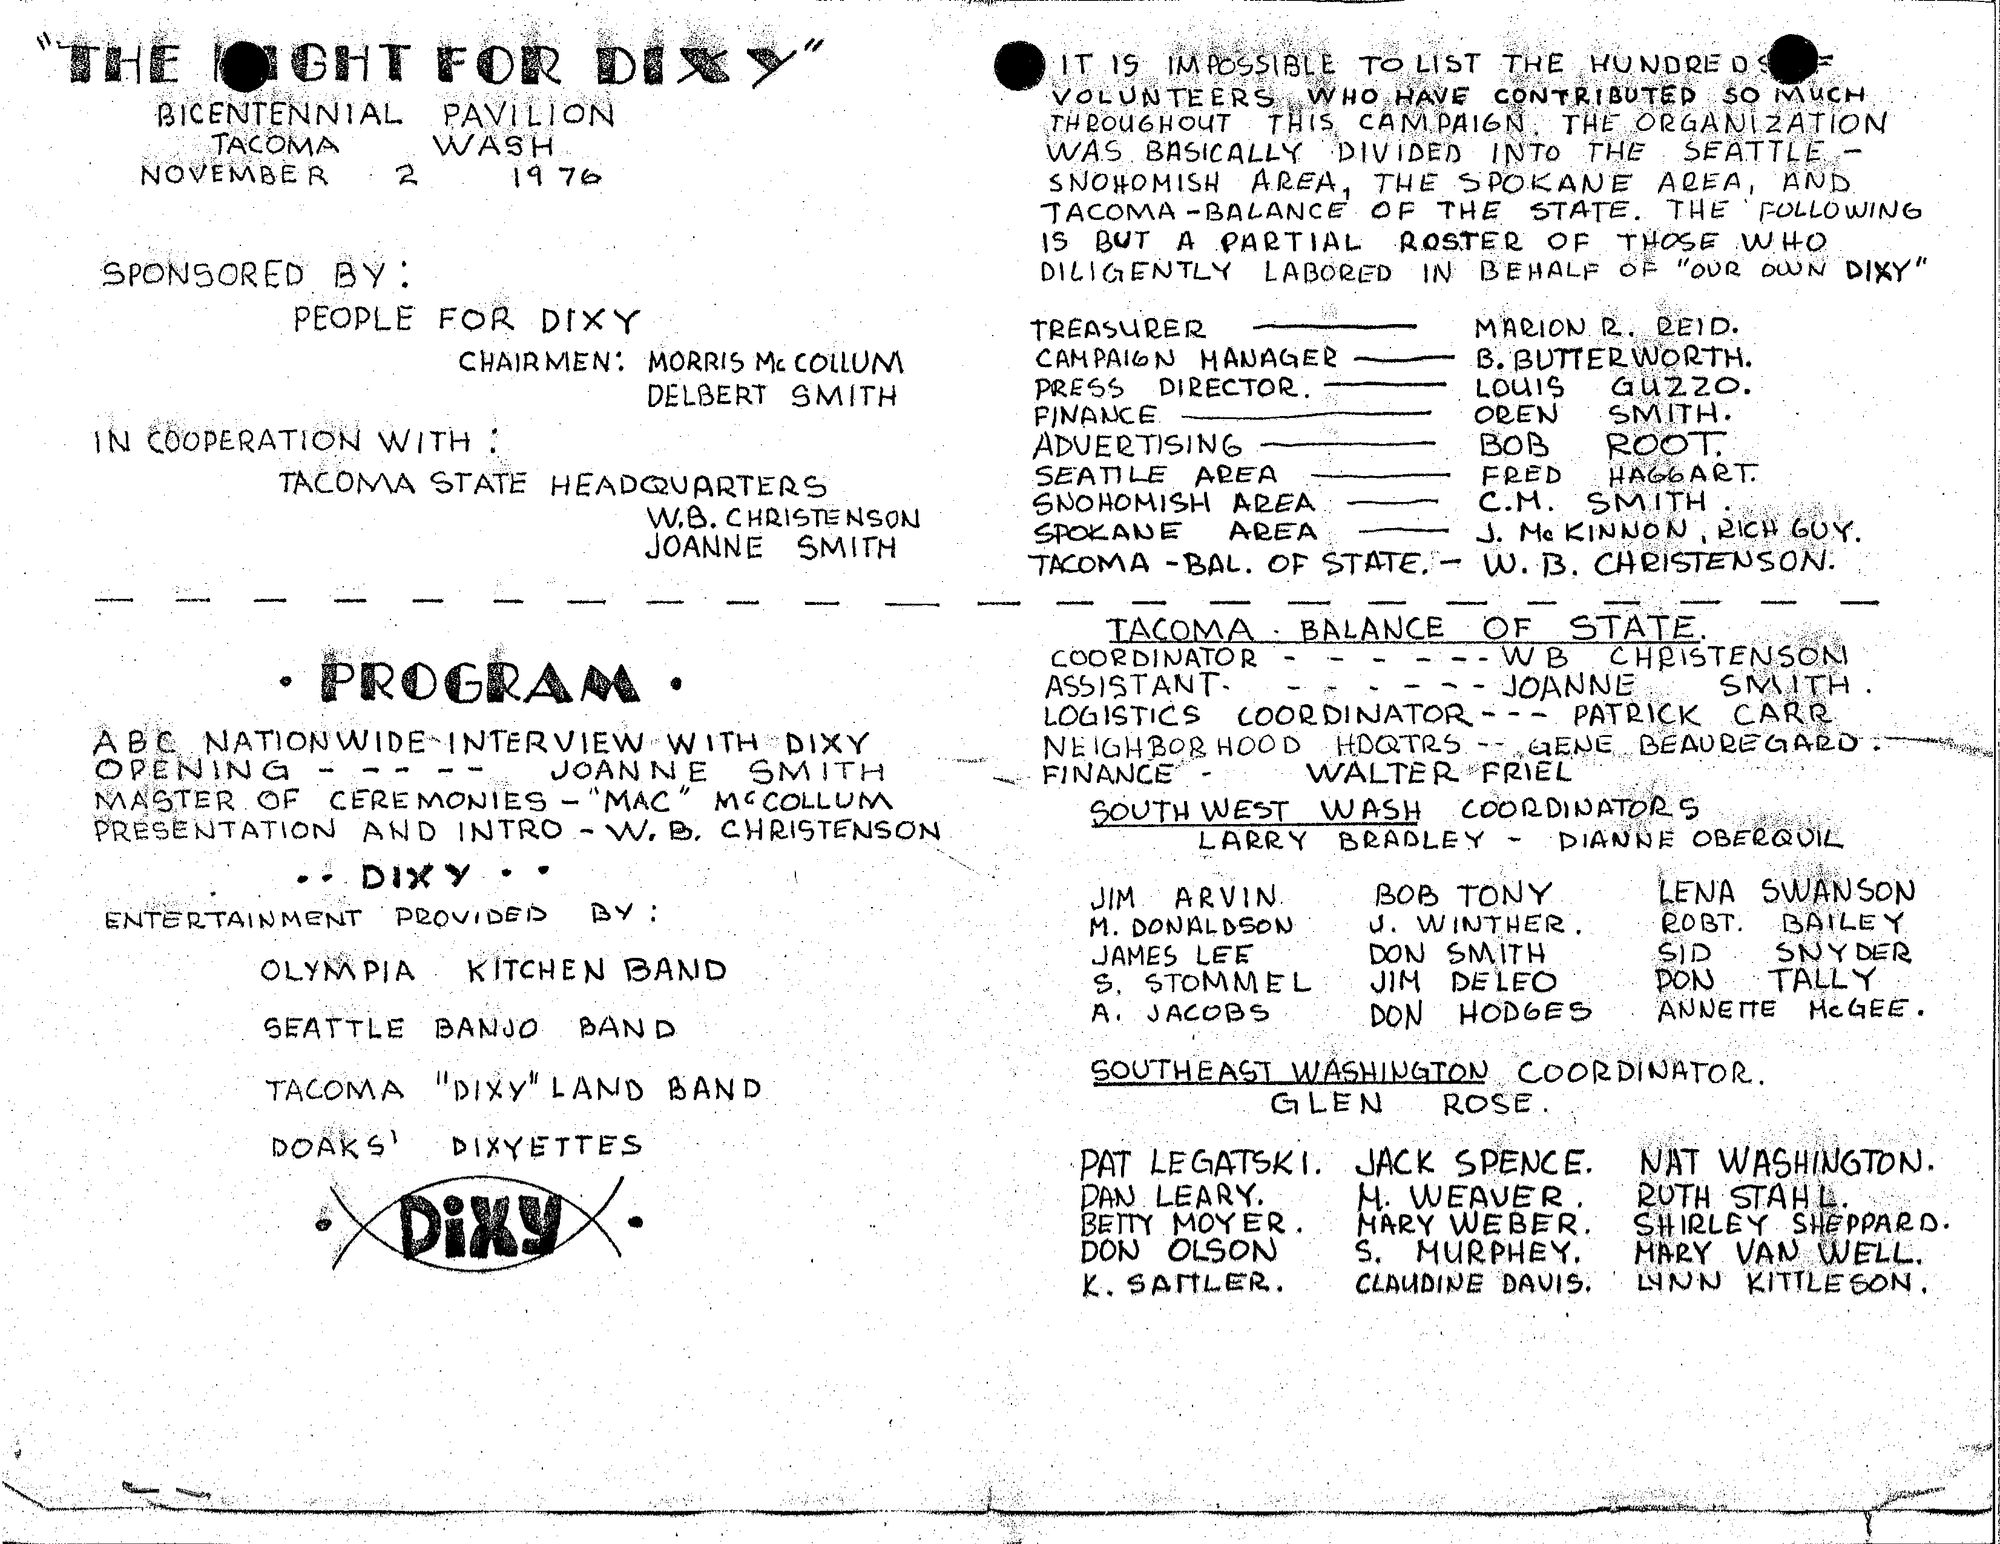 "THE NIGHT FOR DIXY"
BICENTENNIAL PAVILION
TACOMA WASH
NOVEMBER 2 1976
SPONSORED BY:
PEOPLE FOR DIXY
CHAIRMEN: MORRIS McCOLLUM
DELBERT SMITH
IN COOPERATION WITH:
TACOMA STATE HEADQUARTERS
W.B. CHRISTENSON
JOANNE SMITH
• PROGRAM •
ABC NATIONWIDE INTERVIEW WITH DIXY
OPENING - - - - - JOANNE SMITH
MASTER OF CEREMONIES - "MAC" McCOLLUM
PRESENTATION AND INTRO - W. B. CHRISTENSON
• • DIXY • •
ENTERTAINMENT PROVIDED BY:
OLYMPIA KITCHEN BAND
SEATTLE BANJO BAND
TACOMA "DIXY" LAND BAND
DOAKS' DIXYETTES
• DiXY •
IT IS IMPOSSIBLE TO LIST THE HUNDREDS
VOLUNTEERS WHO HAVE CONTRIBUTED SO MUCH
THROUGHOUT THIS CAMPAIGN. THE ORGANIZATION
WAS BASICALLY DIVIDED INTO THE SEATTLE -
SNOHOMISH AREA, THE SPOKANE AREA, AND
TACOMA - BALANCE OF THE STATE. THE FOLLOWING
IS BUT A PARTIAL ROSTER OF THOSE WHO
DILIGENTLY LABORED IN BEHALF OF "OUR OWN DIXY"
TREASURER — MARION R. REID.
CAMPAIGN MANAGER — B. BUTTERWORTH.
PRESS DIRECTOR. — LOUIS GUZZO.
FINANCE — OREN SMITH.
ADVERTISING — BOB ROOT.
SEATTLE AREA — FRED HAGGART.
SNOHOMISH AREA — C.M. SMITH.
SPOKANE AREA — J. McKINNON, RICH GUY.
TACOMA - BAL. OF STATE. - W. B. CHRISTENSON.
TACOMA - BALANCE OF STATE.
COORDINATOR - - - - - - - W B CHRISTENSON
ASSISTANT. - - - - - - JOANNE SMITH.
LOGISTICS COORDINATOR - - - PATRICK CARR
NEIGHBORHOOD HDQTRS - - GENE BEAUREGARD.
FINANCE - WALTER FRIEL
SOUTHWEST WASH COORDINATORS
LARRY BRADLEY - DIANNE OBERQUIL
JIM ARVIN BOB TONY LENA SWANSON
M. DONALDSON J. WINTHER. ROBT. BAILEY
JAMES LEE DON SMITH SID SNYDER
S. STOMMEL JIM DELEO DON TALLY
A. JACOBS DON HODGES ANNETTE McGEE.
SOUTHEAST WASHINGTON COORDINATOR.
GLEN ROSE.
PAT LEGATSKI. JACK SPENCE. NAT WASHINGTON.
DAN LEARY. M. WEAVER. RUTH STAHL.
BETTY MOYER. MARY WEBER. SHIRLEY SHEPPARD.
DON OLSON S. MURPHEY. MARY VAN WELL.
K. SATTLER. CLAUDINE DAVIS. LYNN KITTLESON.